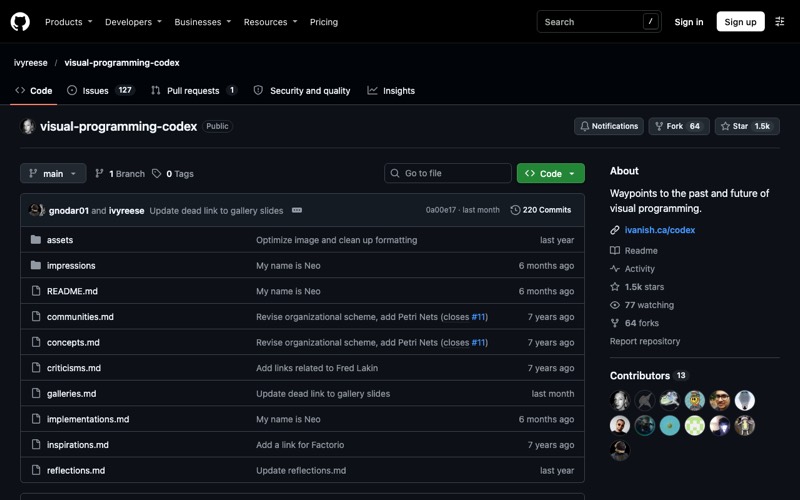 Products Developers Businesses Resources Pricing Search / Sign in Sign up
ivyreese / visual-programming-codex
Code Issues 127 Pull requests 1 Security and quality Insights
visual-programming-codex Public Notifications Fork 64 Star 1.5k
main 1 Branch 0 Tags Go to file Code
gnodar01 and ivyreese Update dead link to gallery slides 0a00e17 · last month 220 Commits
assets Optimize image and clean up formatting last year
impressions My name is Neo 6 months ago
README.md My name is Neo 6 months ago
communities.md Revise organizational scheme, add Petri Nets (closes #11) 7 years ago
concepts.md Revise organizational scheme, add Petri Nets (closes #11) 7 years ago
criticisms.md Add links related to Fred Lakin 7 years ago
galleries.md Update dead link to gallery slides last month
implementations.md My name is Neo 6 months ago
inspirations.md Add a link for Factorio 7 years ago
reflections.md Update reflections.md last year
About
Waypoints to the past and future of
visual programming.
ivanish.ca/codex
Readme
Activity
1.5k stars
77 watching
64 forks
Report repository
Contributors 13